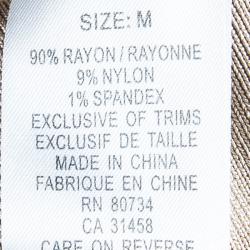 SIZE: M
90% RAYON/RAYONNE
9% NYLON
1% SPANDEX
EXCLUSIVE OF TRIMS
EXCLUSIF DE TAILLE
MADE IN CHINA
FABRIQUE EN CHINE
RN 80734
CA 31458
CARE ON REVERSE